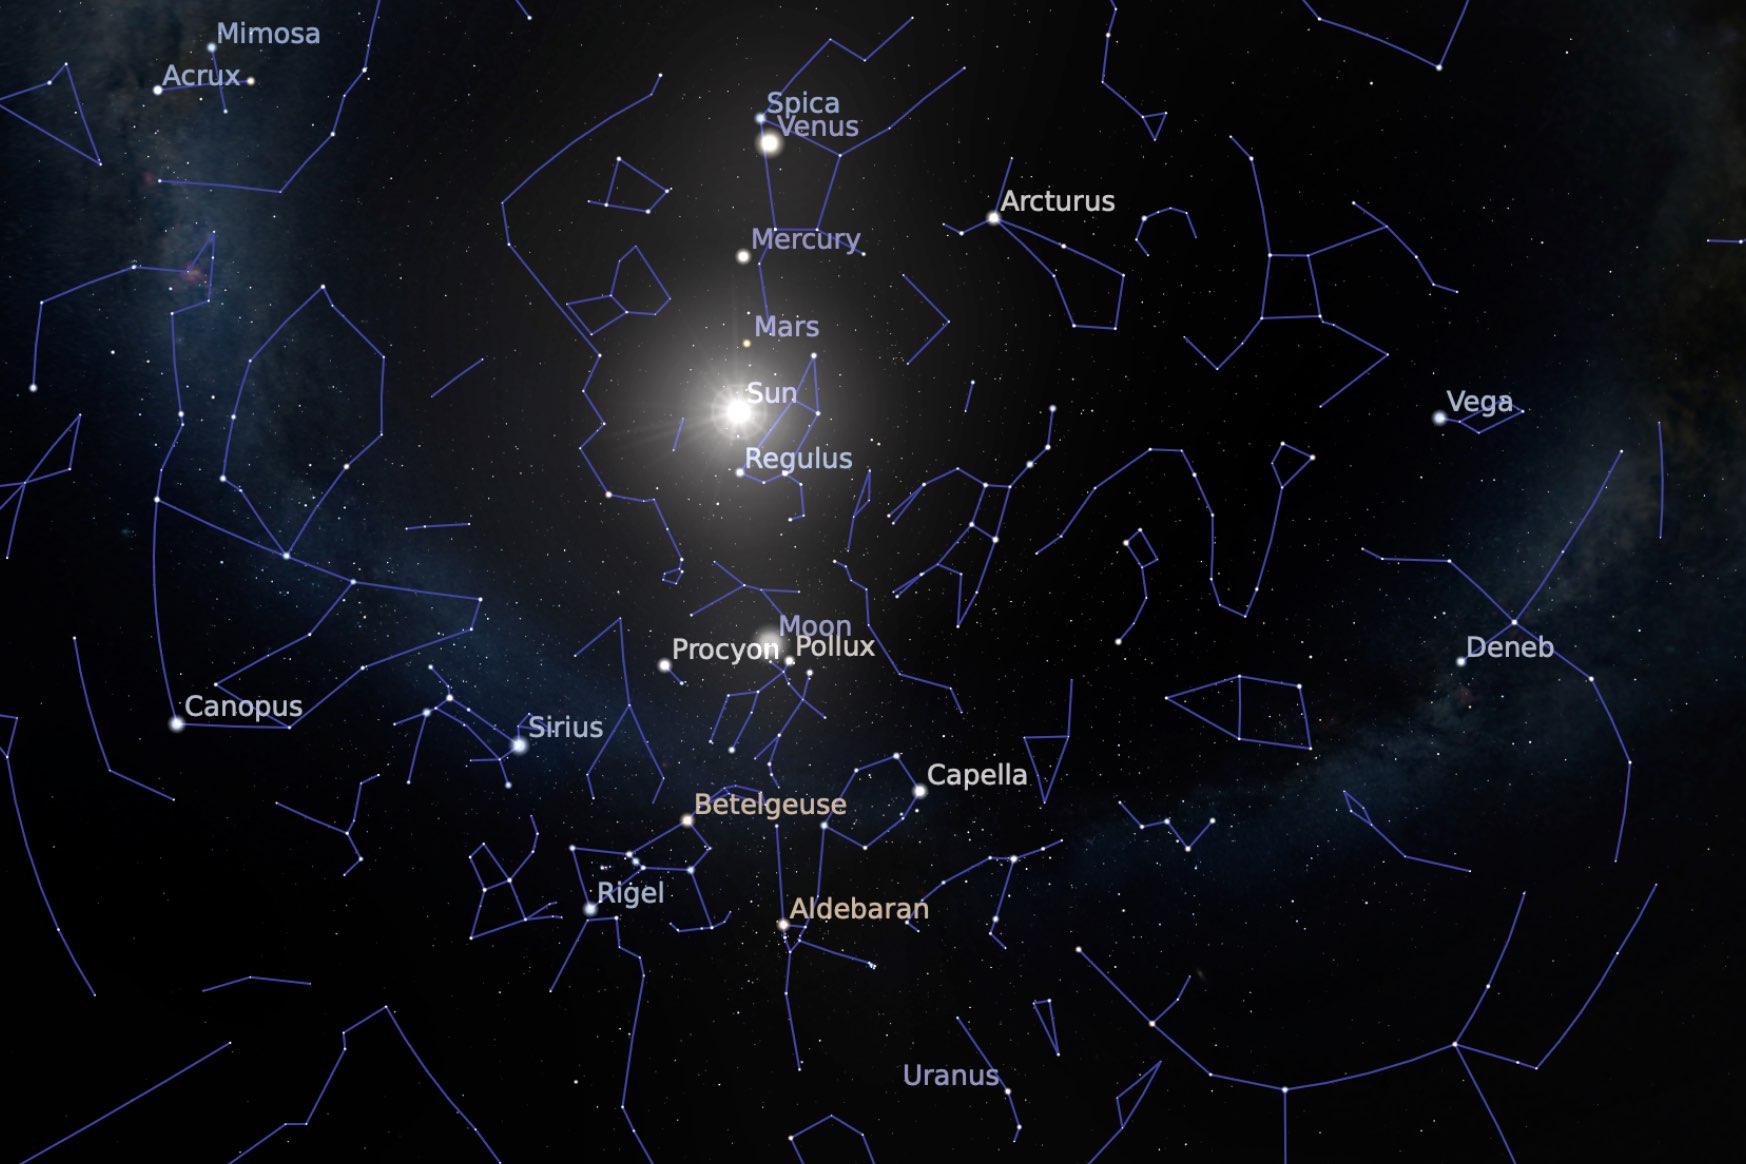 Mimosa
Acrux
Spica
Venus
Arcturus
Mercury
Mars
Sun
Vega
Regulus
Moon
Procyon
Pollux
Deneb
Canopus
Sirius
Capella
Betelgeuse
Rigel
Aldebaran
Uranus